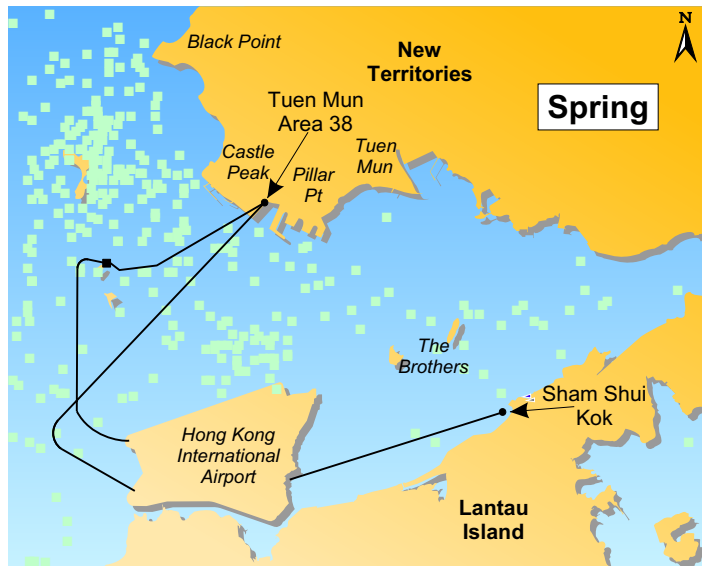 N
Black Point
New
Territories
Spring
Tuen Mun
Area 38
Castle
Peak
Pillar
Pt
Tuen
Mun
The
Brothers
Sham Shui
Kok
Hong Kong
International
Airport
Lantau
Island